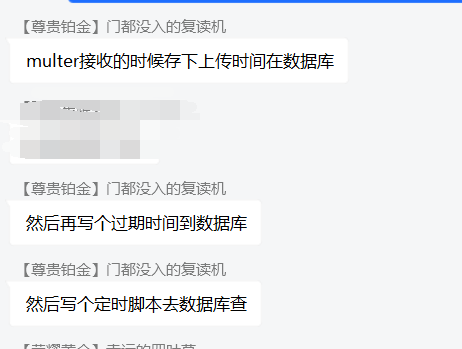 【尊贵铂金】门都没入的复读机
multer接收的时候存下上传时间在数据库
【尊贵铂金】门都没入的复读机
然后再写个过期时间到数据库
【尊贵铂金】门都没入的复读机
然后写个定时脚本去数据库查